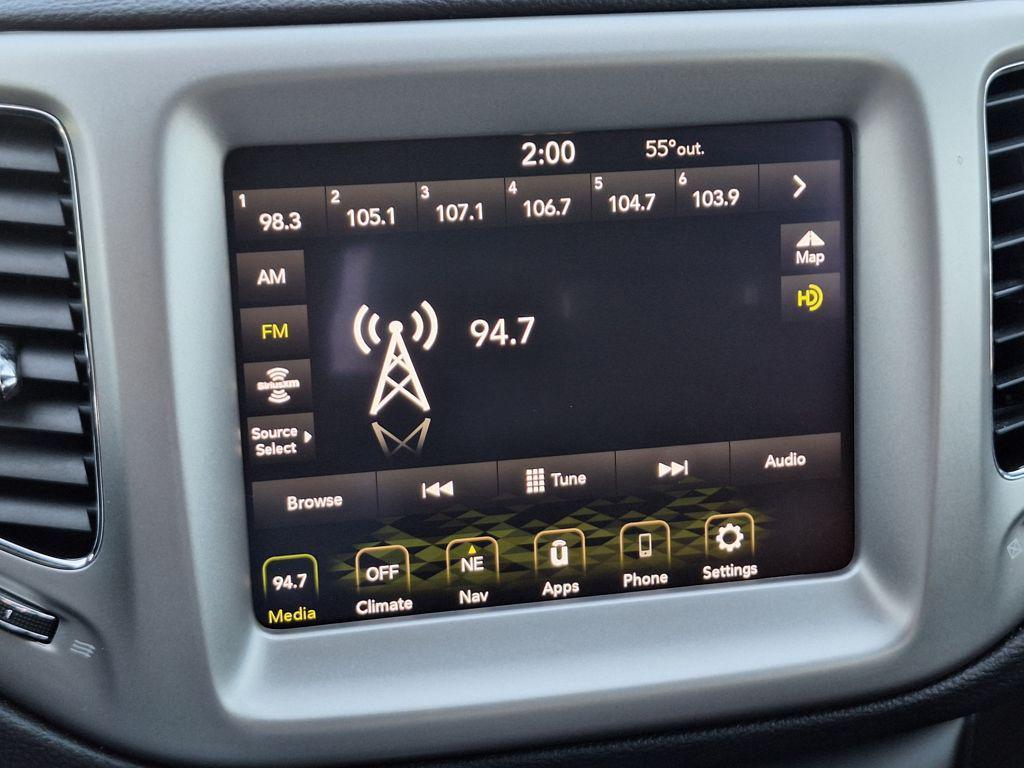 2:00 55°out.
1 98.3 2 105.1 3 107.1 4 106.7 5 104.7 6 103.9
AM
Map
FM
HD
94.7
SiriusXM
Source
Select
Browse Tune Audio
94.7 OFF NE
Media Climate Nav Apps Phone Settings